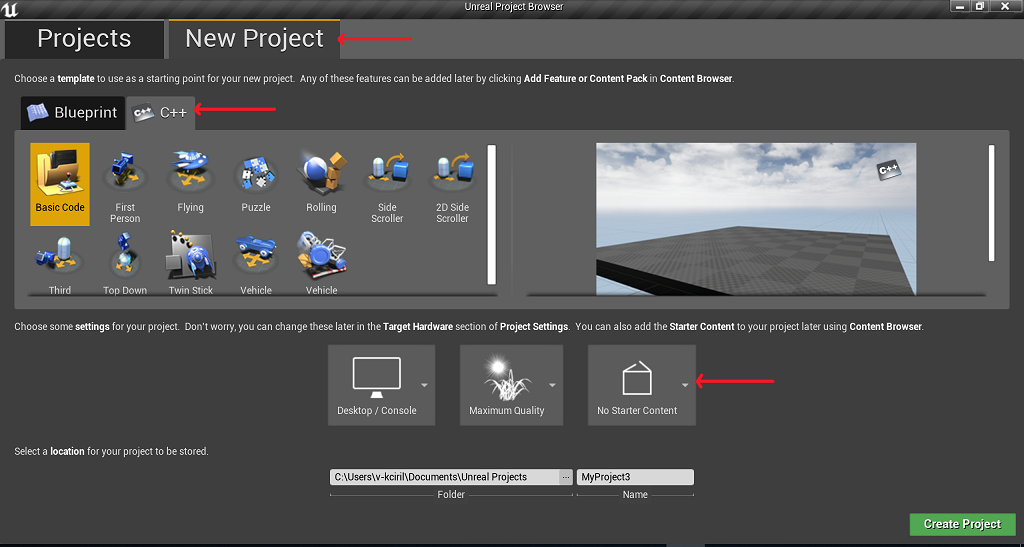 Unreal Project Browser
Projects
New Project
Choose a template to use as a starting point for your new project. Any of these features can be added later by clicking Add Feature or Content Pack in Content Browser.
Blueprint
C++
C++
Basic Code
First
Person
Flying
Puzzle
Rolling
Side
Scroller
2D Side
Scroller
Third
Top Down
Twin Stick
Vehicle
Vehicle
C++
Choose some settings for your project. Don't worry, you can change these later in the Target Hardware section of Project Settings. You can also add the Starter Content to your project later using Content Browser.
Desktop / Console
Maximum Quality
No Starter Content
Select a location for your project to be stored.
C:\Users\v-kciril\Documents\Unreal Projects
...
MyProject3
Folder
Name
Create Project